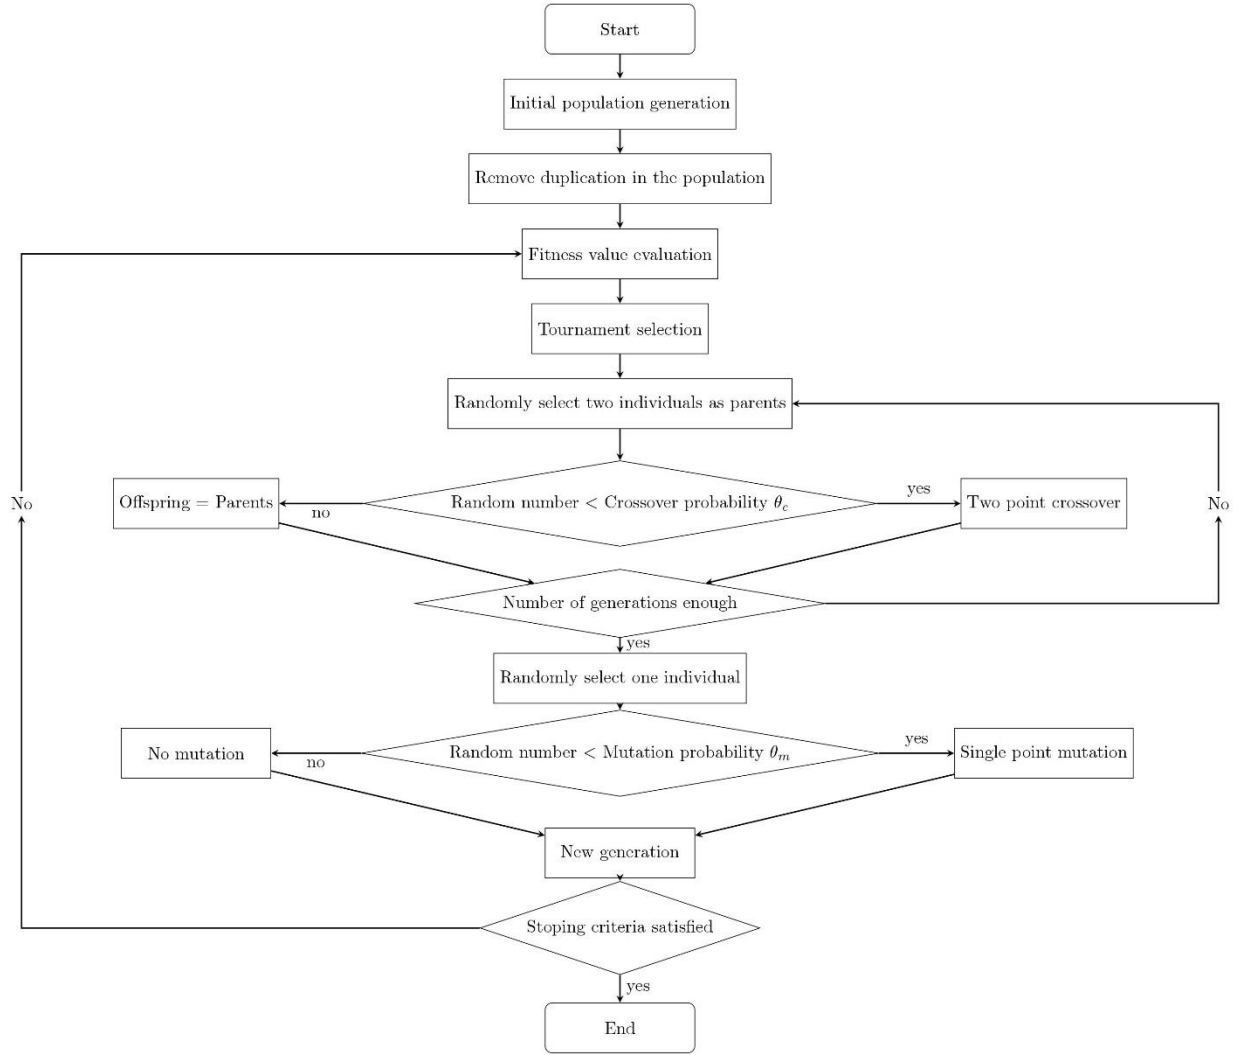 Start
Initial population generation
Remove duplication in the population
Fitness value evaluation
Tournament selection
Randomly select two individuals as parents
No
Offspring = Parents
no
Random number < Crossover probability θc
yes
Two point crossover
No
Number of generations enough
yes
Randomly select one individual
No mutation
no
Random number < Mutation probability θm
yes
Single point mutation
New generation
Stoping criteria satisfied
yes
End